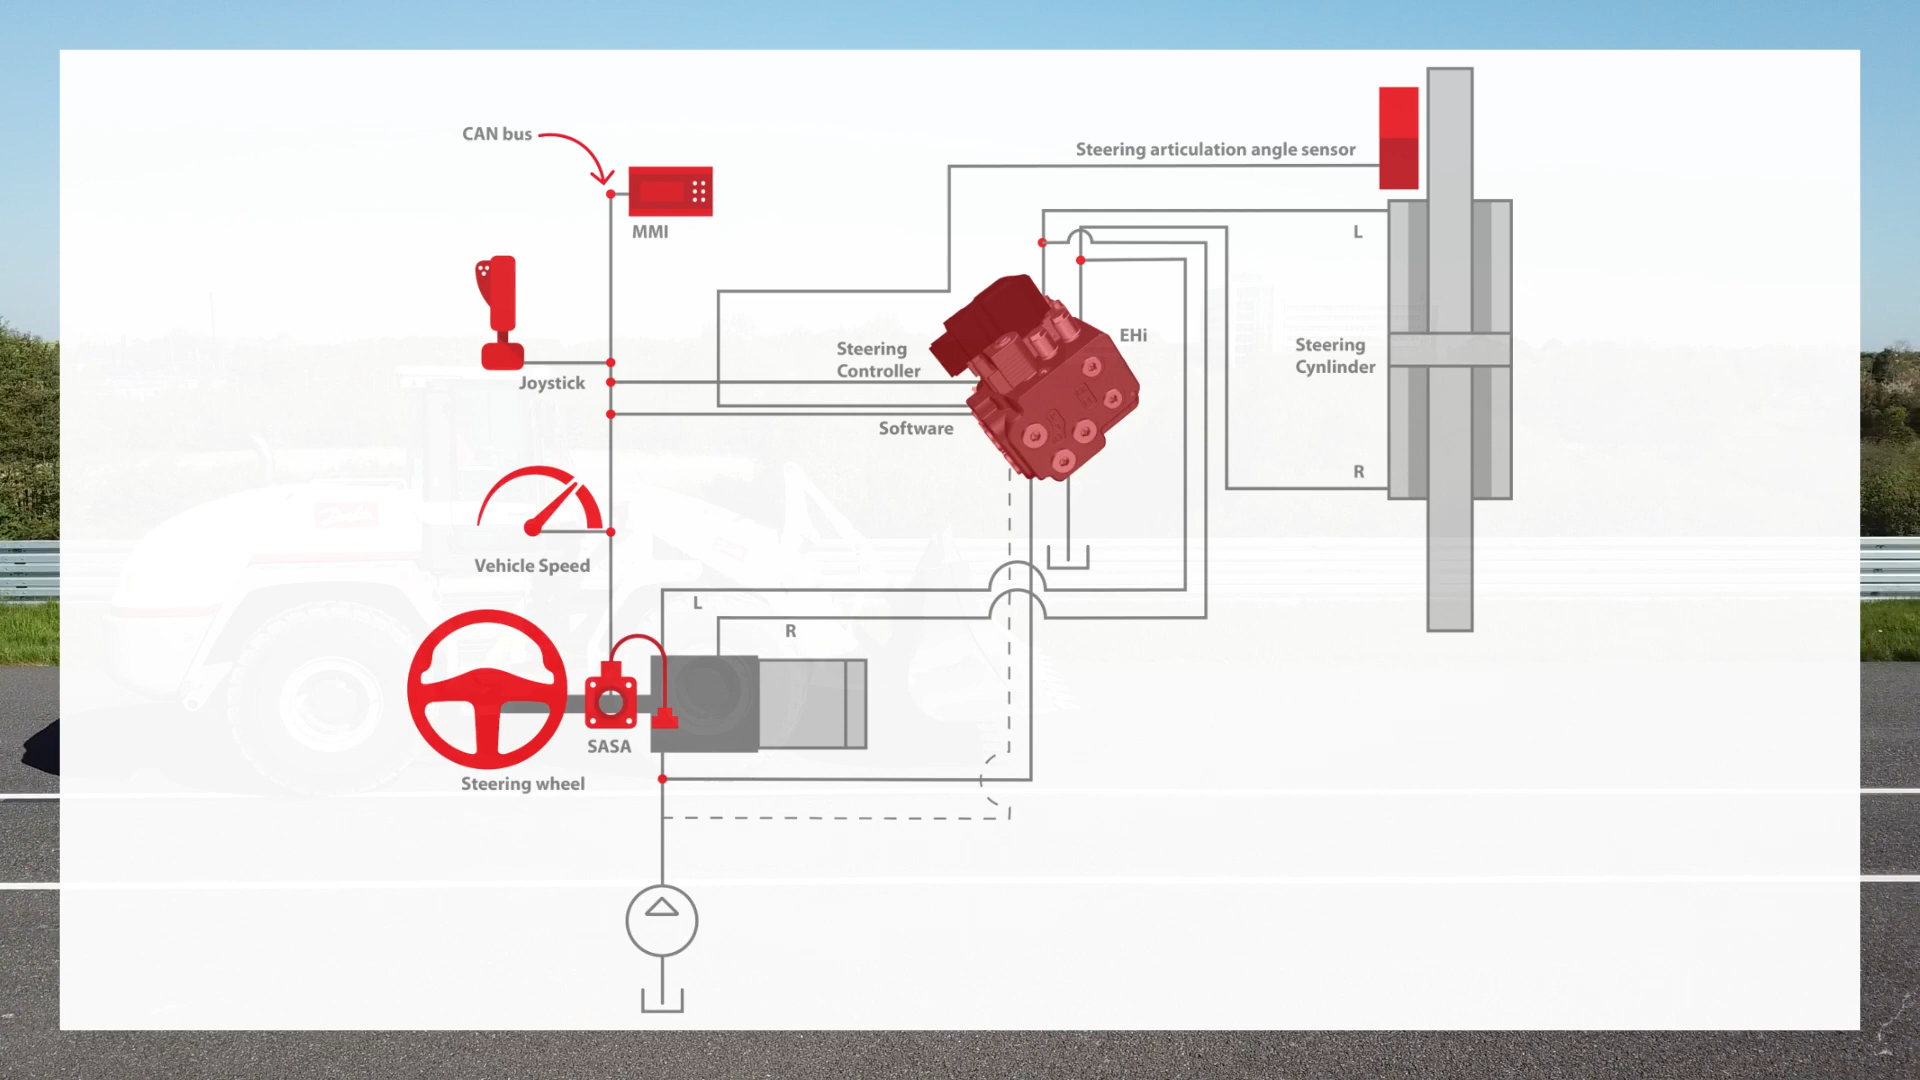 CAN bus
MMI
Steering articulation angle sensor
L
Joystick
Steering
Controller
EHi
Steering
Cynlinder
Software
R
Vehicle Speed
L
R
SASA
Steering wheel